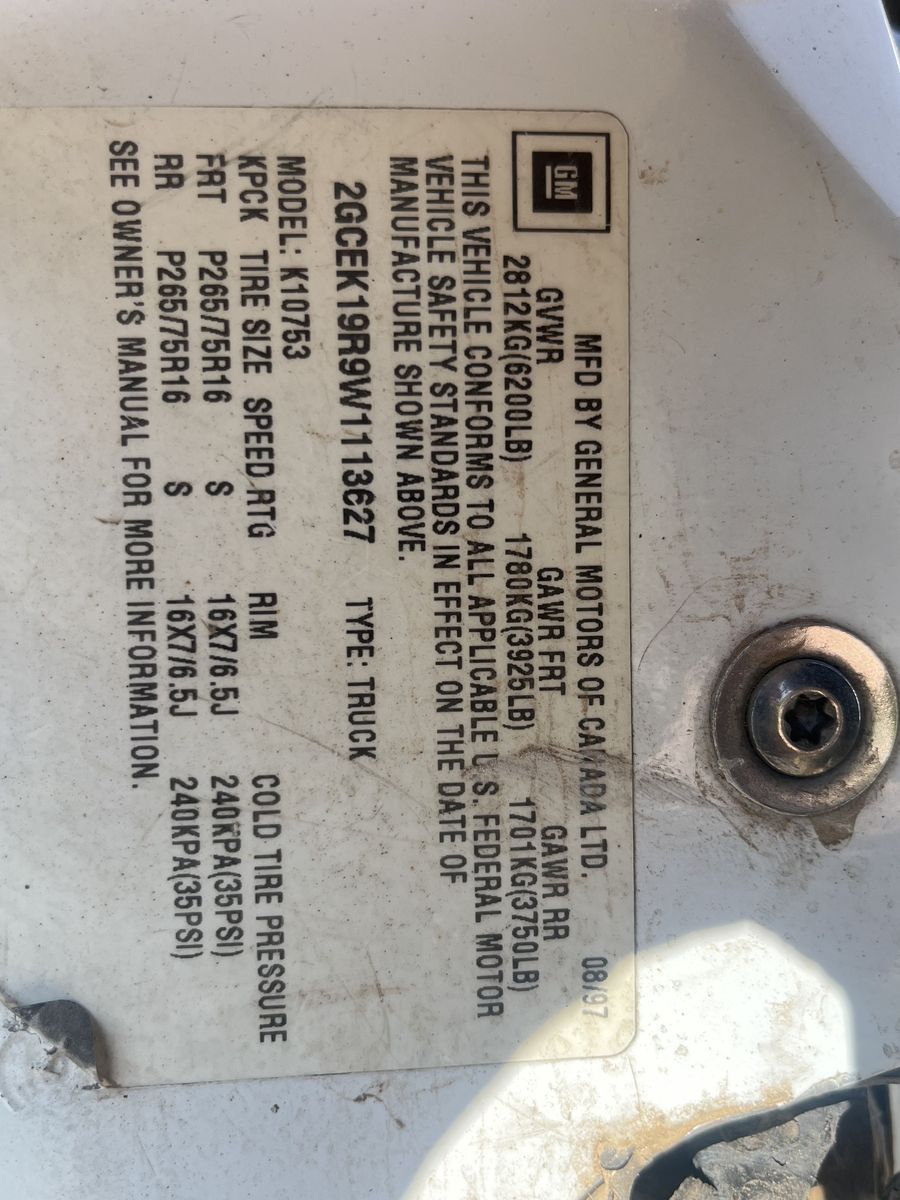 GM
MFD BY GENERAL MOTORS OF CANADA LTD. 08/97
GVWR GAWR FRT GAWR RR
2812KG(6200LB) 1780KG(3925LB) 1701KG(3750LB)
THIS VEHICLE CONFORMS TO ALL APPLICABLE U.S. FEDERAL MOTOR
VEHICLE SAFETY STANDARDS IN EFFECT ON THE DATE OF
MANUFACTURE SHOWN ABOVE.
2GCEK19R9W1113627 TYPE: TRUCK
MODEL: K10753
KPCK TIRE SIZE SPEED RTG RIM COLD TIRE PRESSURE
FRT P265/75R16 S 16X7/6.5J 240KPA(35PSI)
RR P265/75R16 S 16X7/6.5J 240KPA(35PSI)
SEE OWNER'S MANUAL FOR MORE INFORMATION.